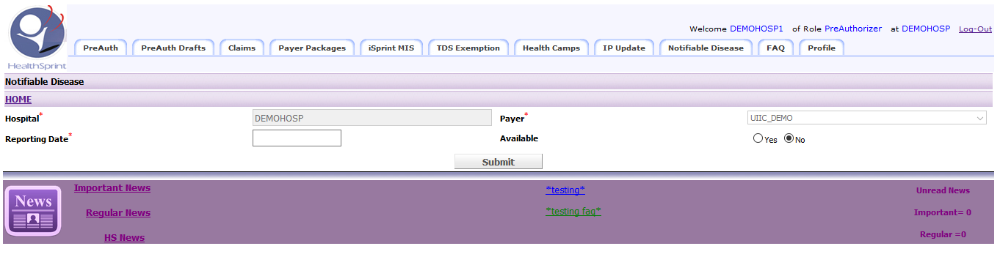 HealthSprint
Welcome DEMOHOSP1 of Role PreAuthorizer at DEMOHOSP Log-Out
PreAuth PreAuth Drafts Claims Payer Packages iSprint MIS TDS Exemption Health Camps IP Update Notifiable Disease FAQ Profile
Notifiable Disease
HOME
Hospital* DEMOHOSP Payer* UIIC_DEMO
Reporting Date* Available Yes No
Submit
News
Important News *testing* Unread News
Regular News *testing faq* Important= 0
HS News Regular =0